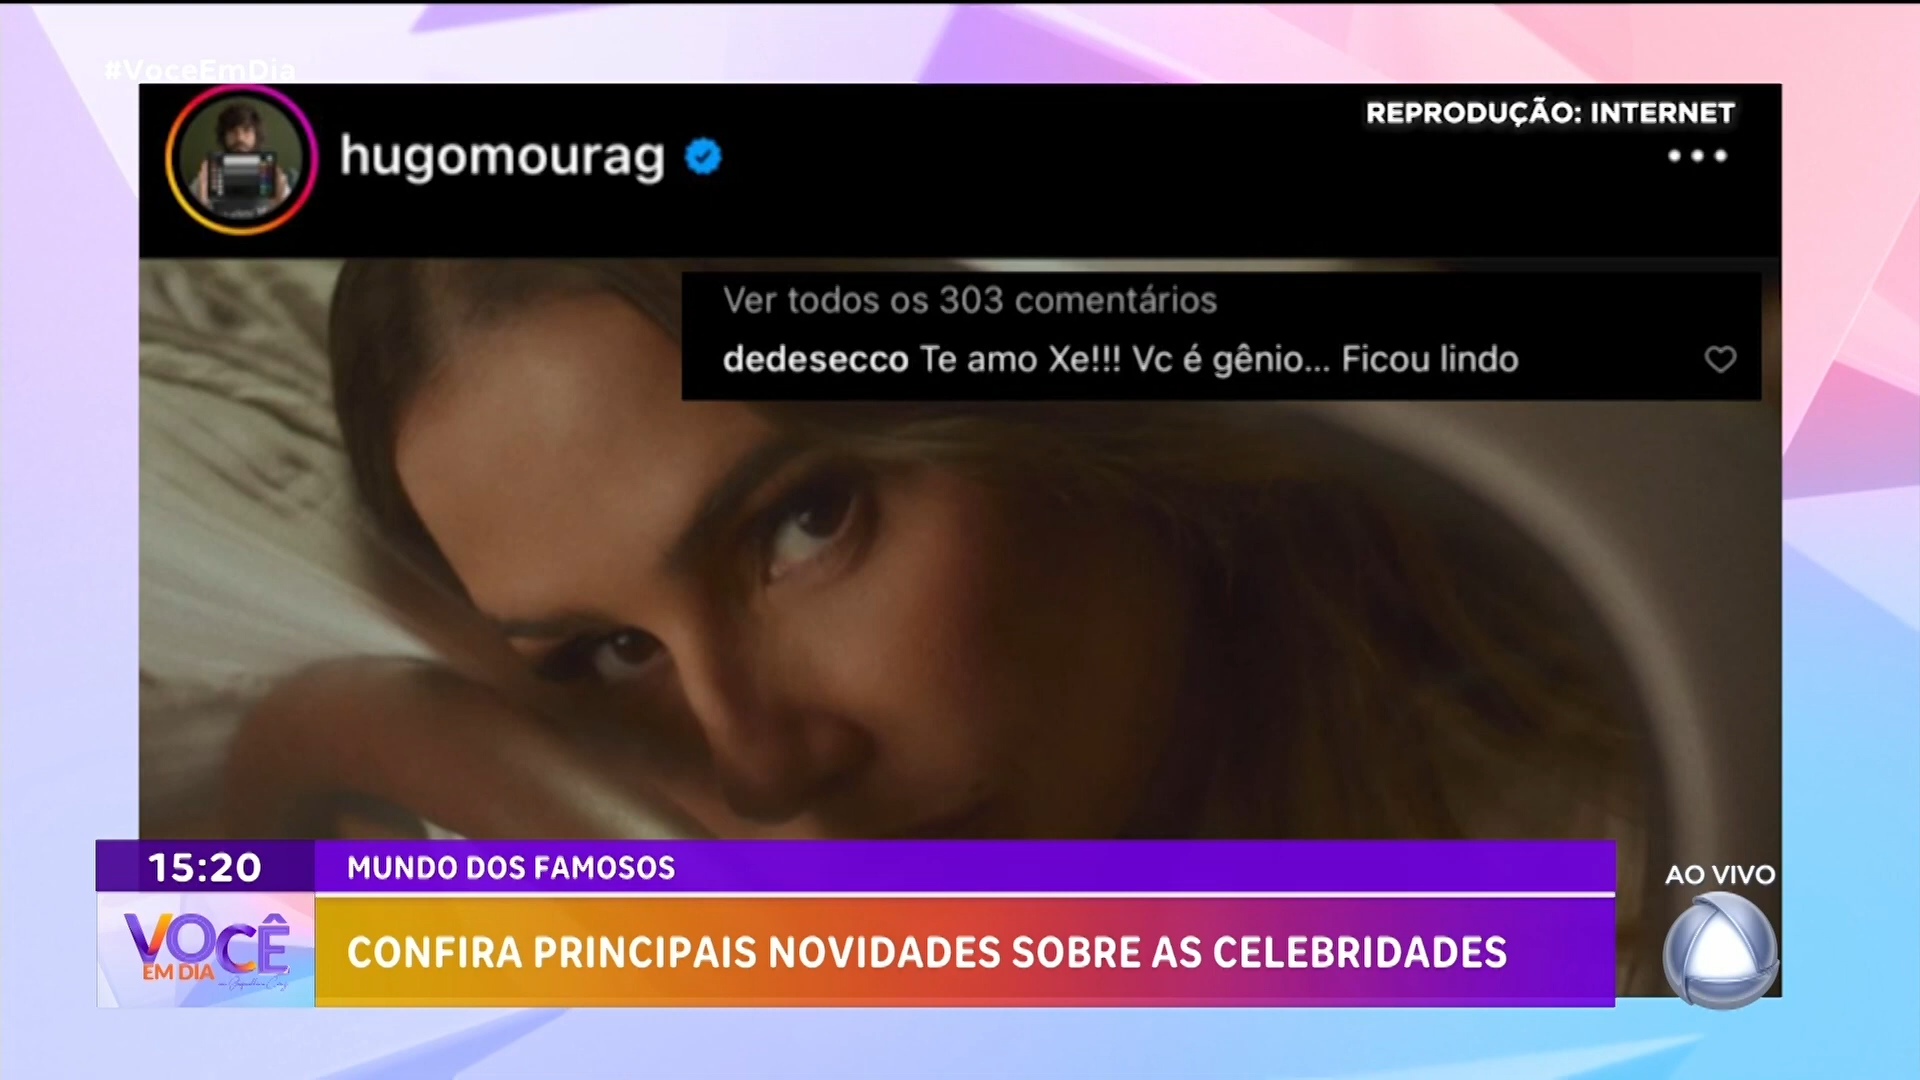 #VoceEmDia
REPRODUÇÃO: INTERNET
hugomourag
Ver todos os 303 comentários
dedesecco Te amo Xe!!! Vc é gênio... Ficou lindo
15:20
MUNDO DOS FAMOSOS
AO VIVO
VOCÊ
EM DIA
CONFIRA PRINCIPAIS NOVIDADES SOBRE AS CELEBRIDADES